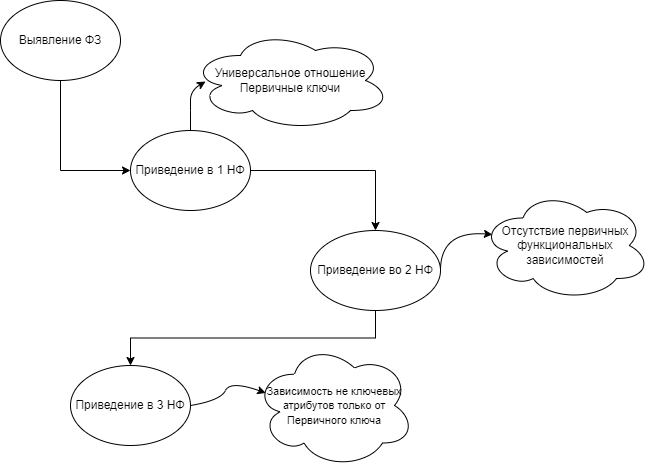 Выявление ФЗ
Универсальное отношение
Первичные ключи
Приведение в 1 НФ
Отсутствие первичных
функциональных
зависимостей
Приведение во 2 НФ
Зависимость не ключевых
атрибутов только от
Первичного ключа
Приведение в 3 НФ